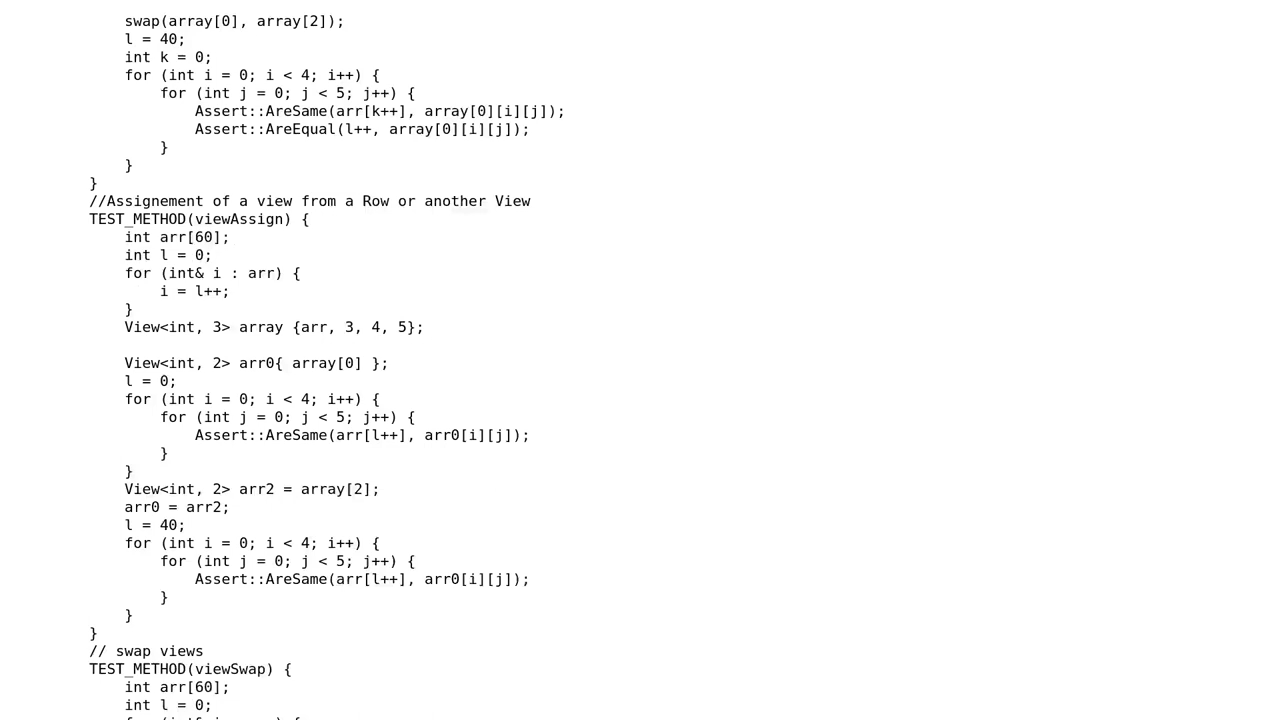 swap(array[0], array[2]);
l = 40;
int k = 0;
for (int i = 0; i < 4; i++) {
for (int j = 0; j < 5; j++) {
Assert::AreSame(arr[k++], array[0][i][j]);
Assert::AreEqual(l++, array[0][i][j]);
}
}
}
//Assignement of a view from a Row or another View
TEST_METHOD(viewAssign) {
int arr[60];
int l = 0;
for (int& i : arr) {
i = l++;
}
View<int, 3> array {arr, 3, 4, 5};
View<int, 2> arr0{ array[0] };
l = 0;
for (int i = 0; i < 4; i++) {
for (int j = 0; j < 5; j++) {
Assert::AreSame(arr[l++], arr0[i][j]);
}
}
View<int, 2> arr2 = array[2];
arr0 = arr2;
l = 40;
for (int i = 0; i < 4; i++) {
for (int j = 0; j < 5; j++) {
Assert::AreSame(arr[l++], arr0[i][j]);
}
}
}
// swap views
TEST_METHOD(viewSwap) {
int arr[60];
int l = 0;